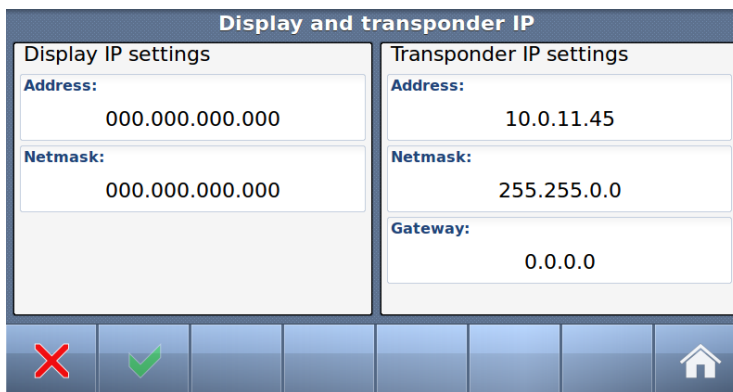 Display and transponder IP
Display IP settings
Address:
000.000.000.000
Netmask:
000.000.000.000
Transponder IP settings
Address:
10.0.11.45
Netmask:
255.255.0.0
Gateway:
0.0.0.0